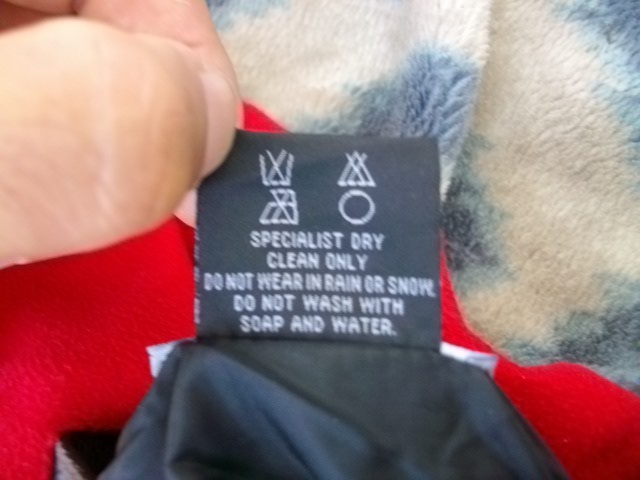 SPECIALIST DRY
CLEAN ONLY
DO NOT WEAR IN RAIN OR SNOW.
DO NOT WASH WITH
SOAP AND WATER.